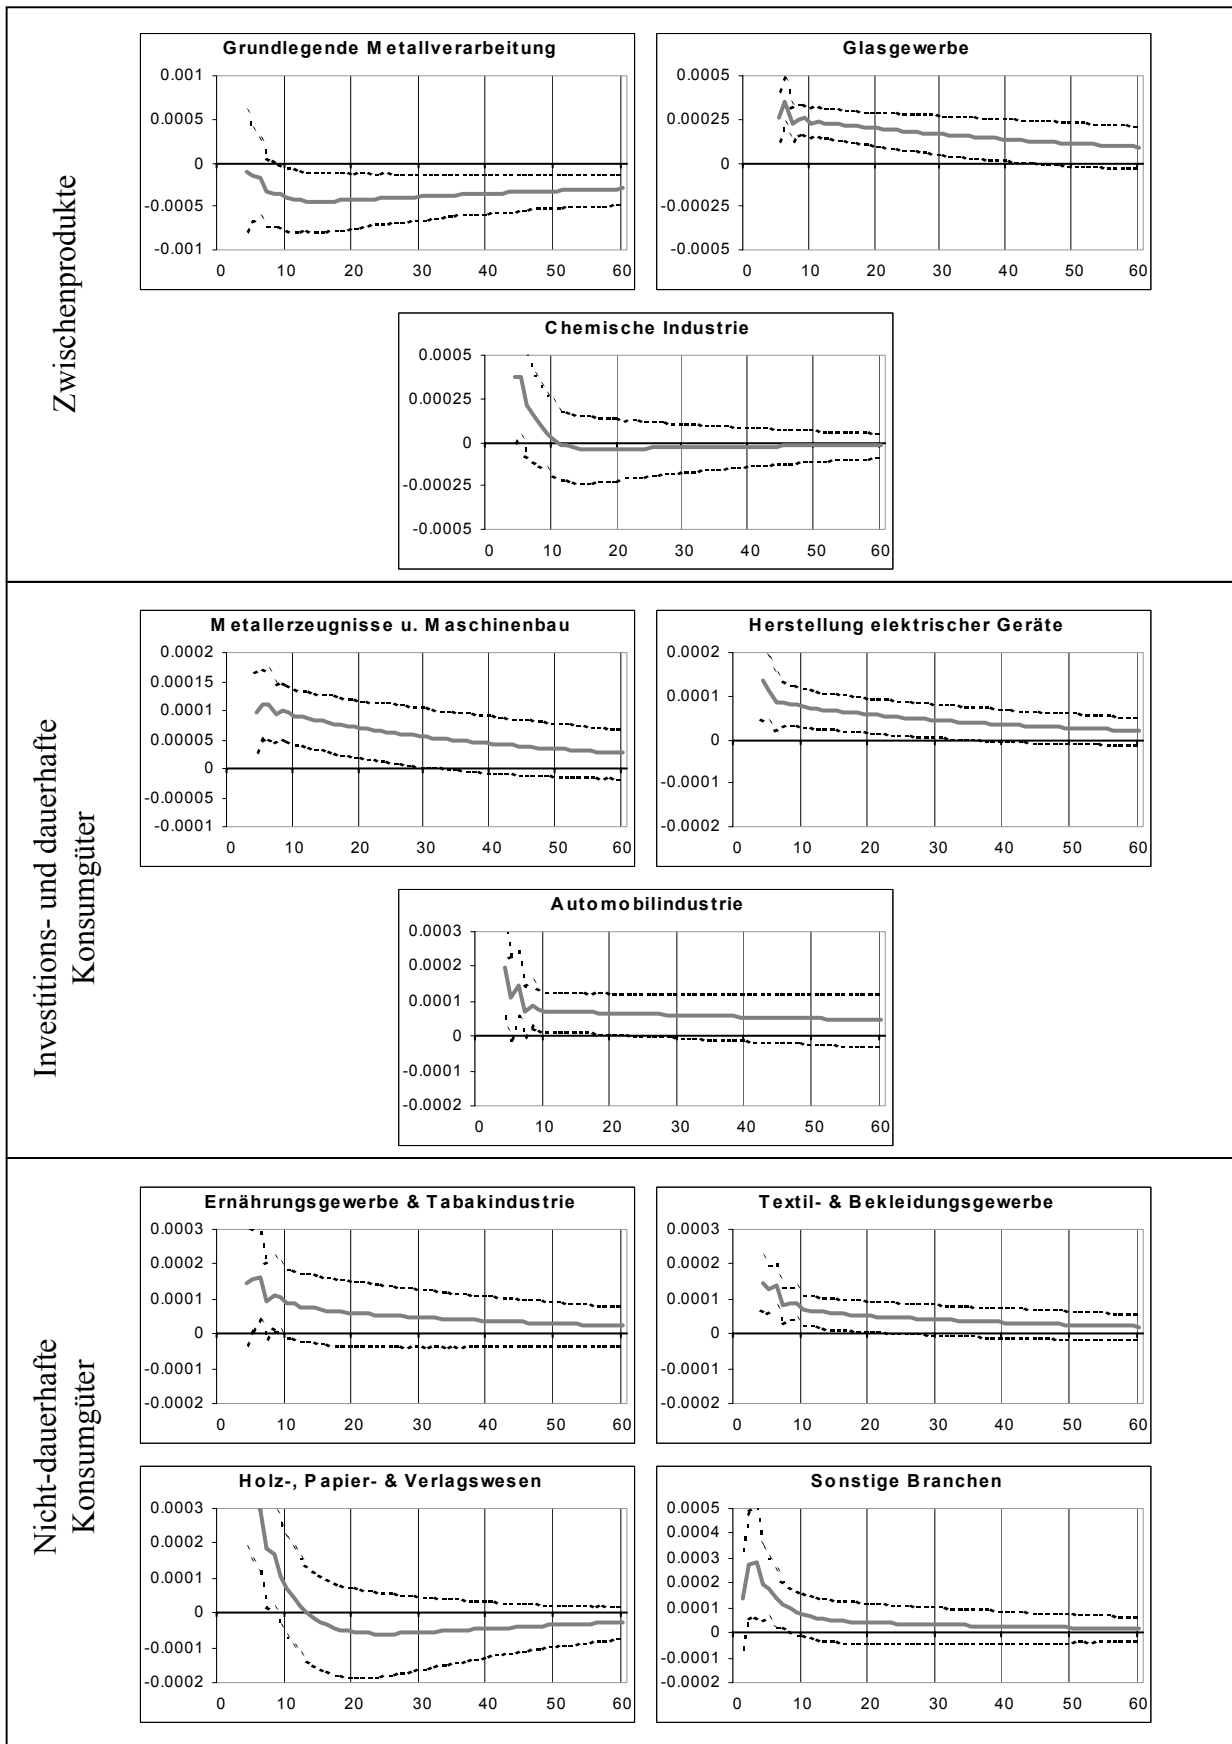 Zwischenprodukte
Grundlegende Metallverarbeitung
0.001
0.0005
0
-0.0005
-0.001
0 10 20 30 40 50 60
Glasgewerbe
0.0005
0.00025
0
-0.00025
-0.0005
0 10 20 30 40 50 60
Chemische Industrie
0.0005
0.00025
0
-0.00025
-0.0005
0 10 20 30 40 50 60
Investitions- und dauerhafte
Konsumgüter
Metallerzeugnisse u. Maschinenbau
0.0002
0.00015
0.0001
0.00005
0
-0.00005
-0.0001
0 10 20 30 40 50 60
Herstellung elektrischer Geräte
0.0002
0.0001
0
-0.0001
-0.0002
0 10 20 30 40 50 60
Automobilindustrie
0.0003
0.0002
0.0001
0
-0.0001
-0.0002
0 10 20 30 40 50 60
Nicht-dauerhafte
Konsumgüter
Ernährungsgewerbe & Tabakindustrie
0.0003
0.0002
0.0001
0
-0.0001
-0.0002
0 10 20 30 40 50 60
Textil- & Bekleidungsgewerbe
0.0003
0.0002
0.0001
0
-0.0001
-0.0002
0 10 20 30 40 50 60
Holz-, Papier- & Verlagswesen
0.0003
0.0002
0.0001
0
-0.0001
-0.0002
0 10 20 30 40 50 60
Sonstige Branchen
0.0005
0.0004
0.0003
0.0002
0.0001
0
-0.0001
-0.0002
0 10 20 30 40 50 60